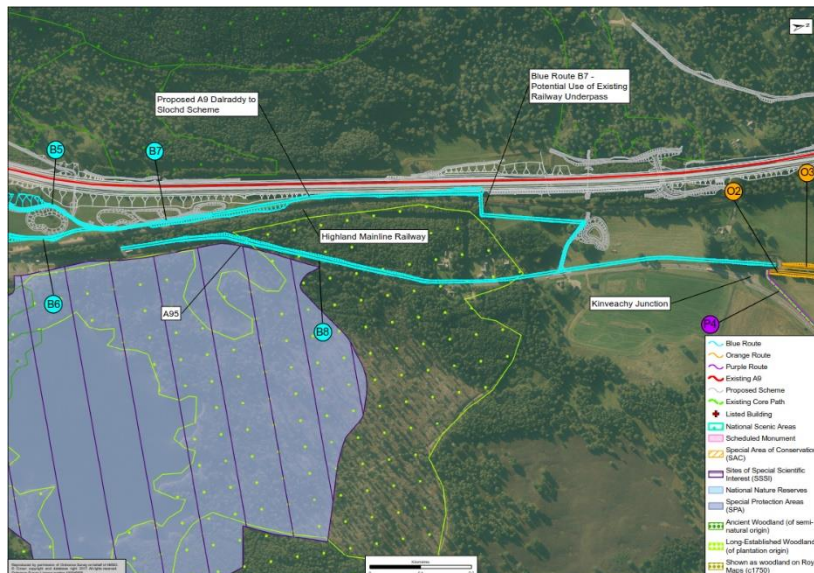 Proposed A9 Dalraddy to
Slochd Scheme
Blue Route B7 -
Potential Use of Existing
Railway Underpass
B5
B7
O3
O2
Highland Mainline Railway
Kinveachy Junction
B6
A95
B8
P4
Blue Route
Orange Route
Purple Route
Existing A9
Proposed Scheme
Existing Core Path
Listed Building
National Scenic Areas
Scheduled Monument
Special Area of Conservation
(SAC)
Sites of Special Scientific
Interest (SSSI)
National Nature Reserves
Special Protection Areas
(SPA)
Ancient Woodland (of semi-
natural origin)
Long-Established Woodland
(of plantation origin)
Shown as woodland on Roy
Maps (c1750)
Kilometres